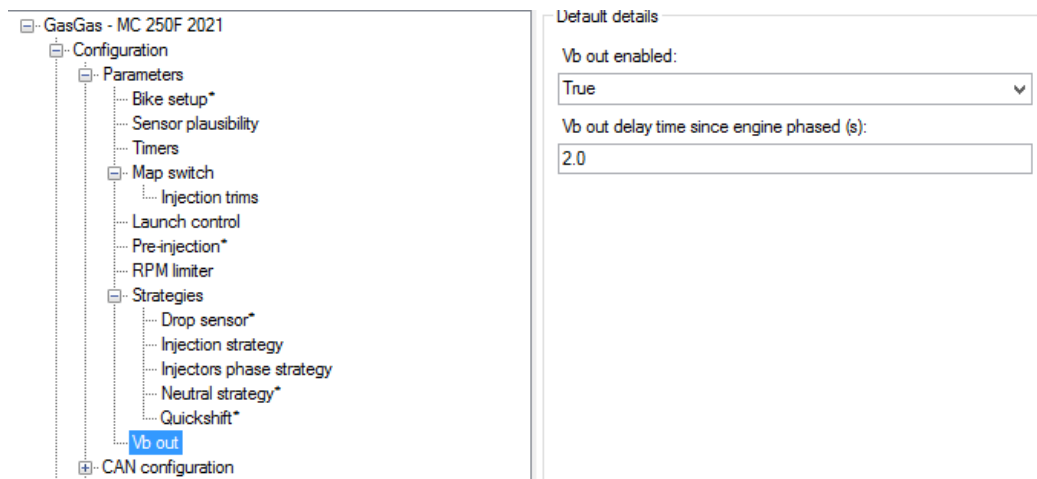 GasGas - MC 250F 2021
Configuration
Parameters
Bike setup*
Sensor plausibility
Timers
Map switch
Injection trims
Launch control
Pre-injection*
RPM limiter
Strategies
Drop sensor*
Injection strategy
Injectors phase strategy
Neutral strategy*
Quickshift*
Vb out
CAN configuration
Default details
Vb out enabled:
True
Vb out delay time since engine phased (s):
2.0